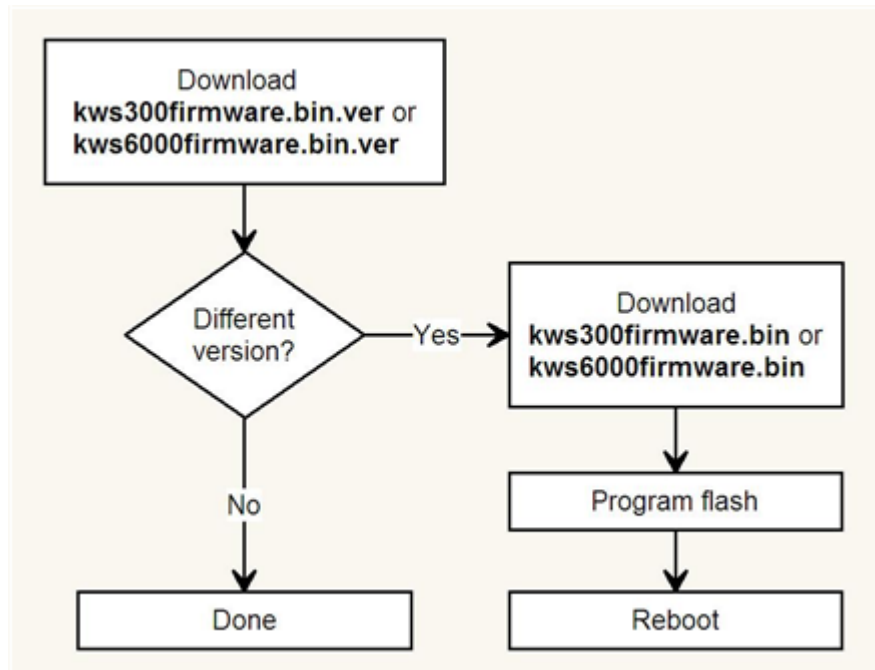 Download
kws300firmware.bin.ver or
kws6000firmware.bin.ver
Different
version?
Yes
Download
kws300firmware.bin or
kws6000firmware.bin
No
Program flash
Done
Reboot